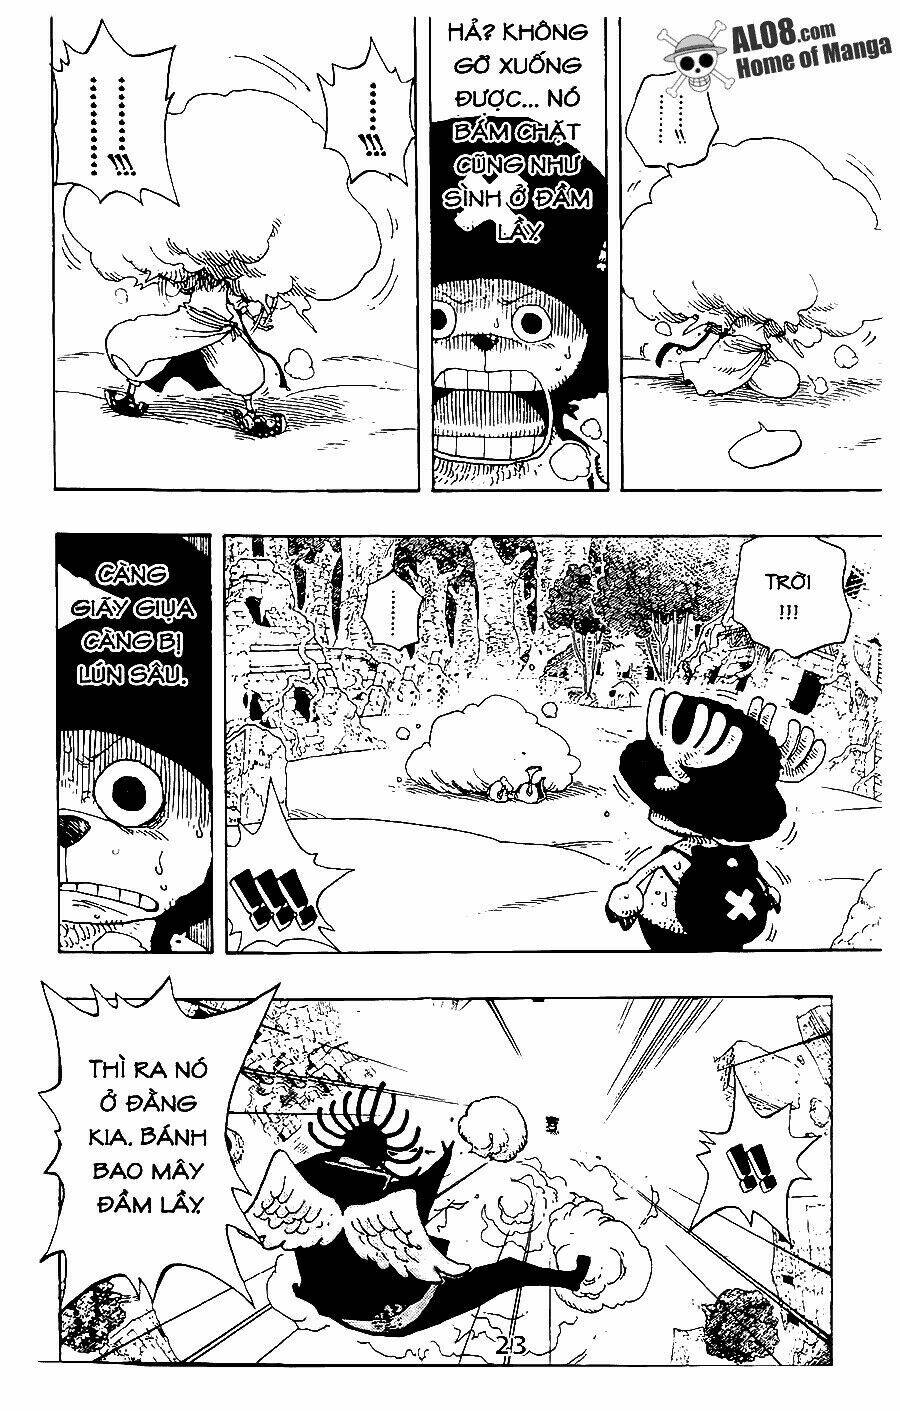 AL08.com
Home of Manga
........!!!
.....!!!
HẢ? KHÔNG
GỠ XUỐNG
ĐƯỢC... NÓ
BÁM CHẶT
CŨNG NHƯ
SÌNH Ở ĐẦM
LẦY.
CÀNG
GIÃY GIỤA
CÀNG BỊ
LÚN SÂU.
TRỜI
!!!
!!!!
THÌ RA NÓ
Ở ĐẰNG
KIA. BÁNH
BAO MÂY
ĐẦM LẦY.
!!!
23